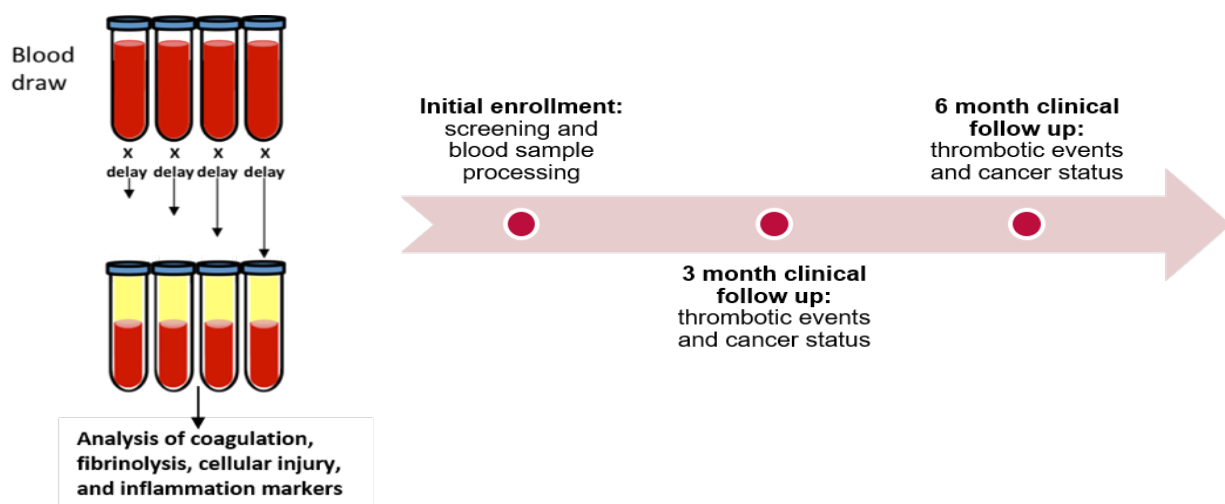 Blood
draw
x x x x
delay delay delay delay
Analysis of coagulation,
fibrinolysis, cellular injury,
and inflammation markers
Initial enrollment:
screening and
blood sample
processing
3 month clinical
follow up:
thrombotic events
and cancer status
6 month clinical
follow up:
thrombotic events
and cancer status